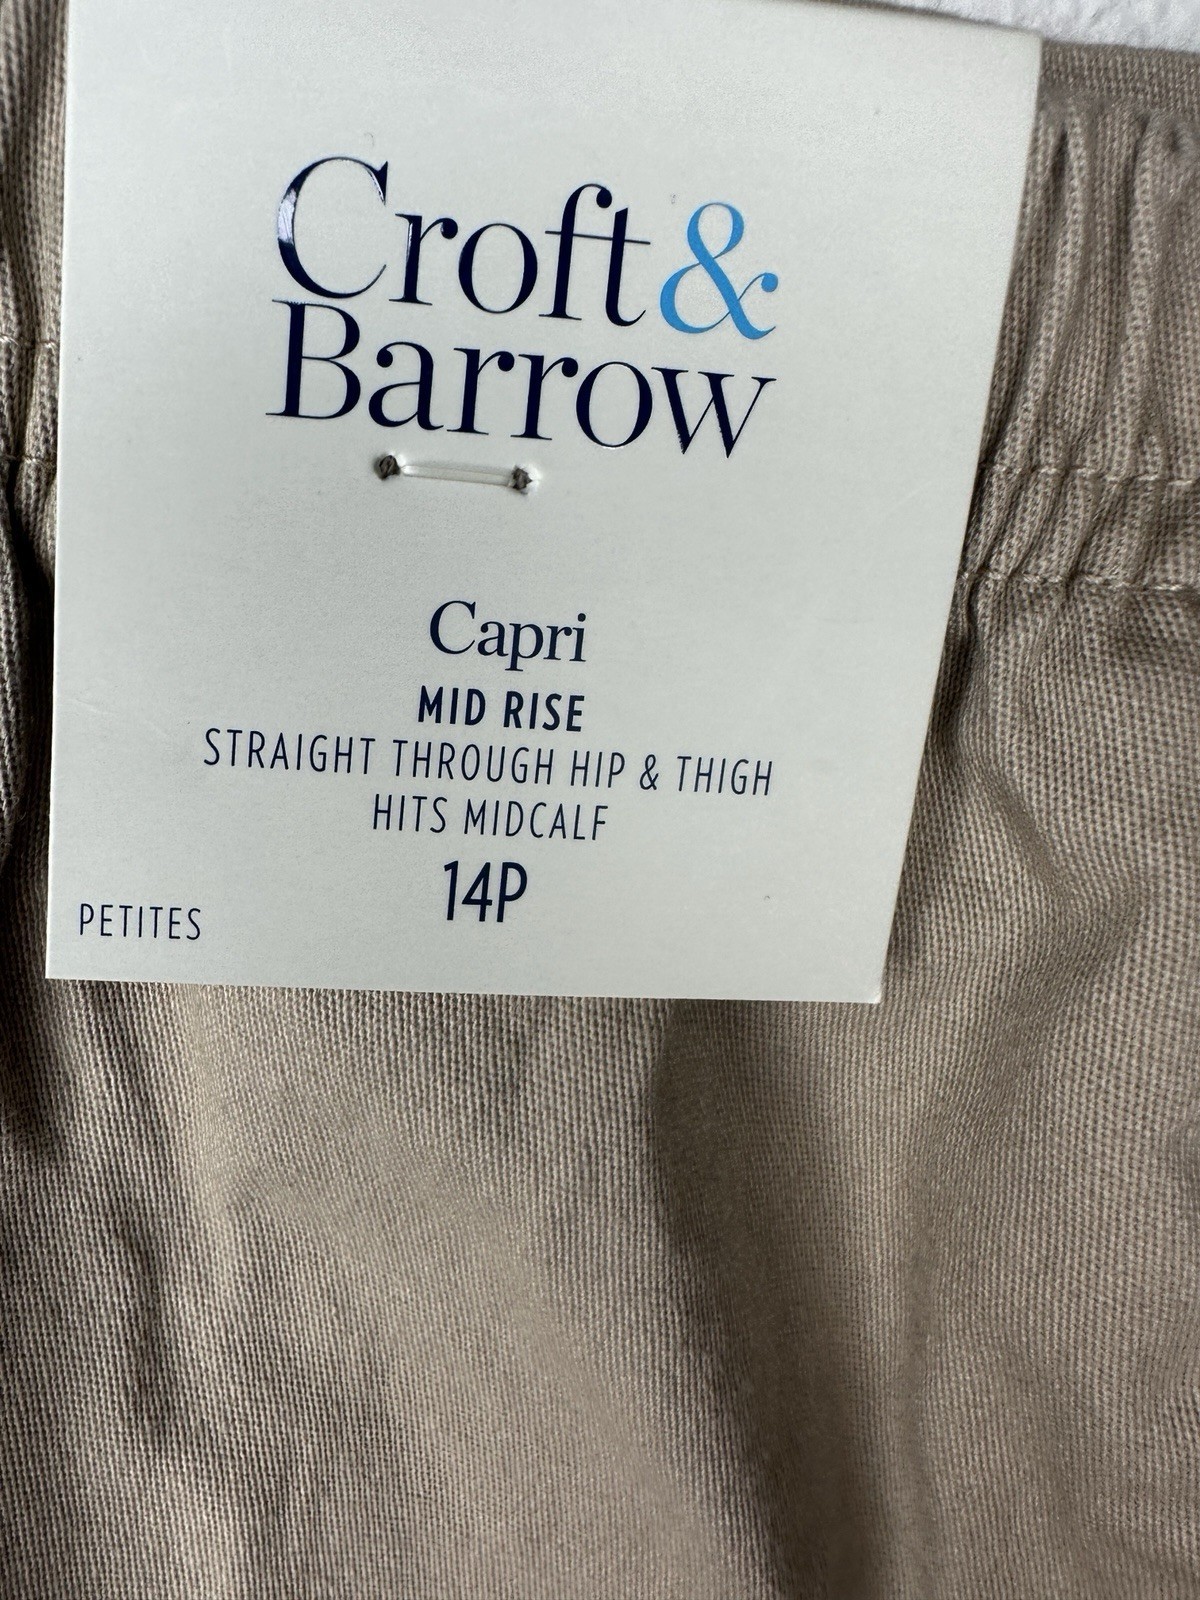 Croft &
Barrow
Capri
MID RISE
STRAIGHT THROUGH HIP & THIGH
HITS MIDCALF
14P
PETITES